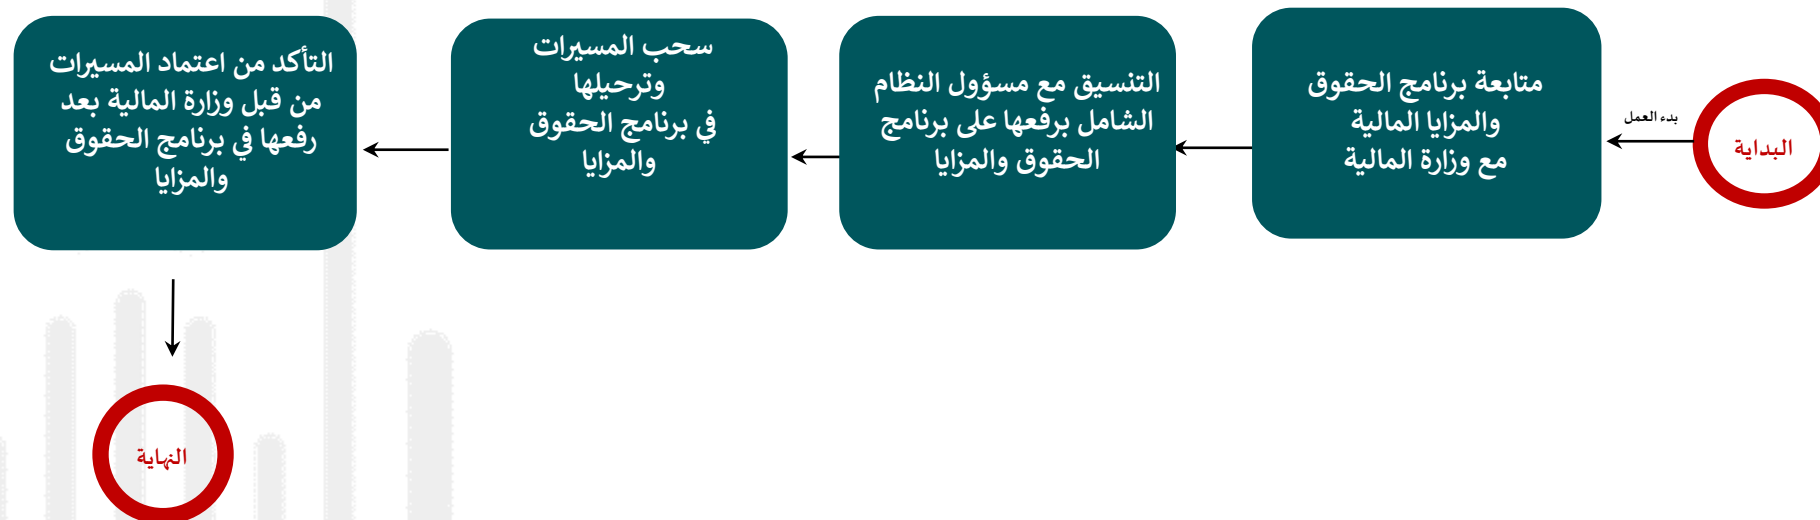 البداية
بدء العمل
متابعة برنامج الحقوق
والمزايا المالية
مع وزارة المالية
التنسيق مع مسؤول النظام
الشامل برفعها على برنامج
الحقوق والمزايا
سحب المسيرات
وترحيلها
في برنامج الحقوق
والمزايا
التأكد من اعتماد المسيرات
من قبل وزارة المالية بعد
رفعها في برنامج الحقوق
والمزايا
النهاية